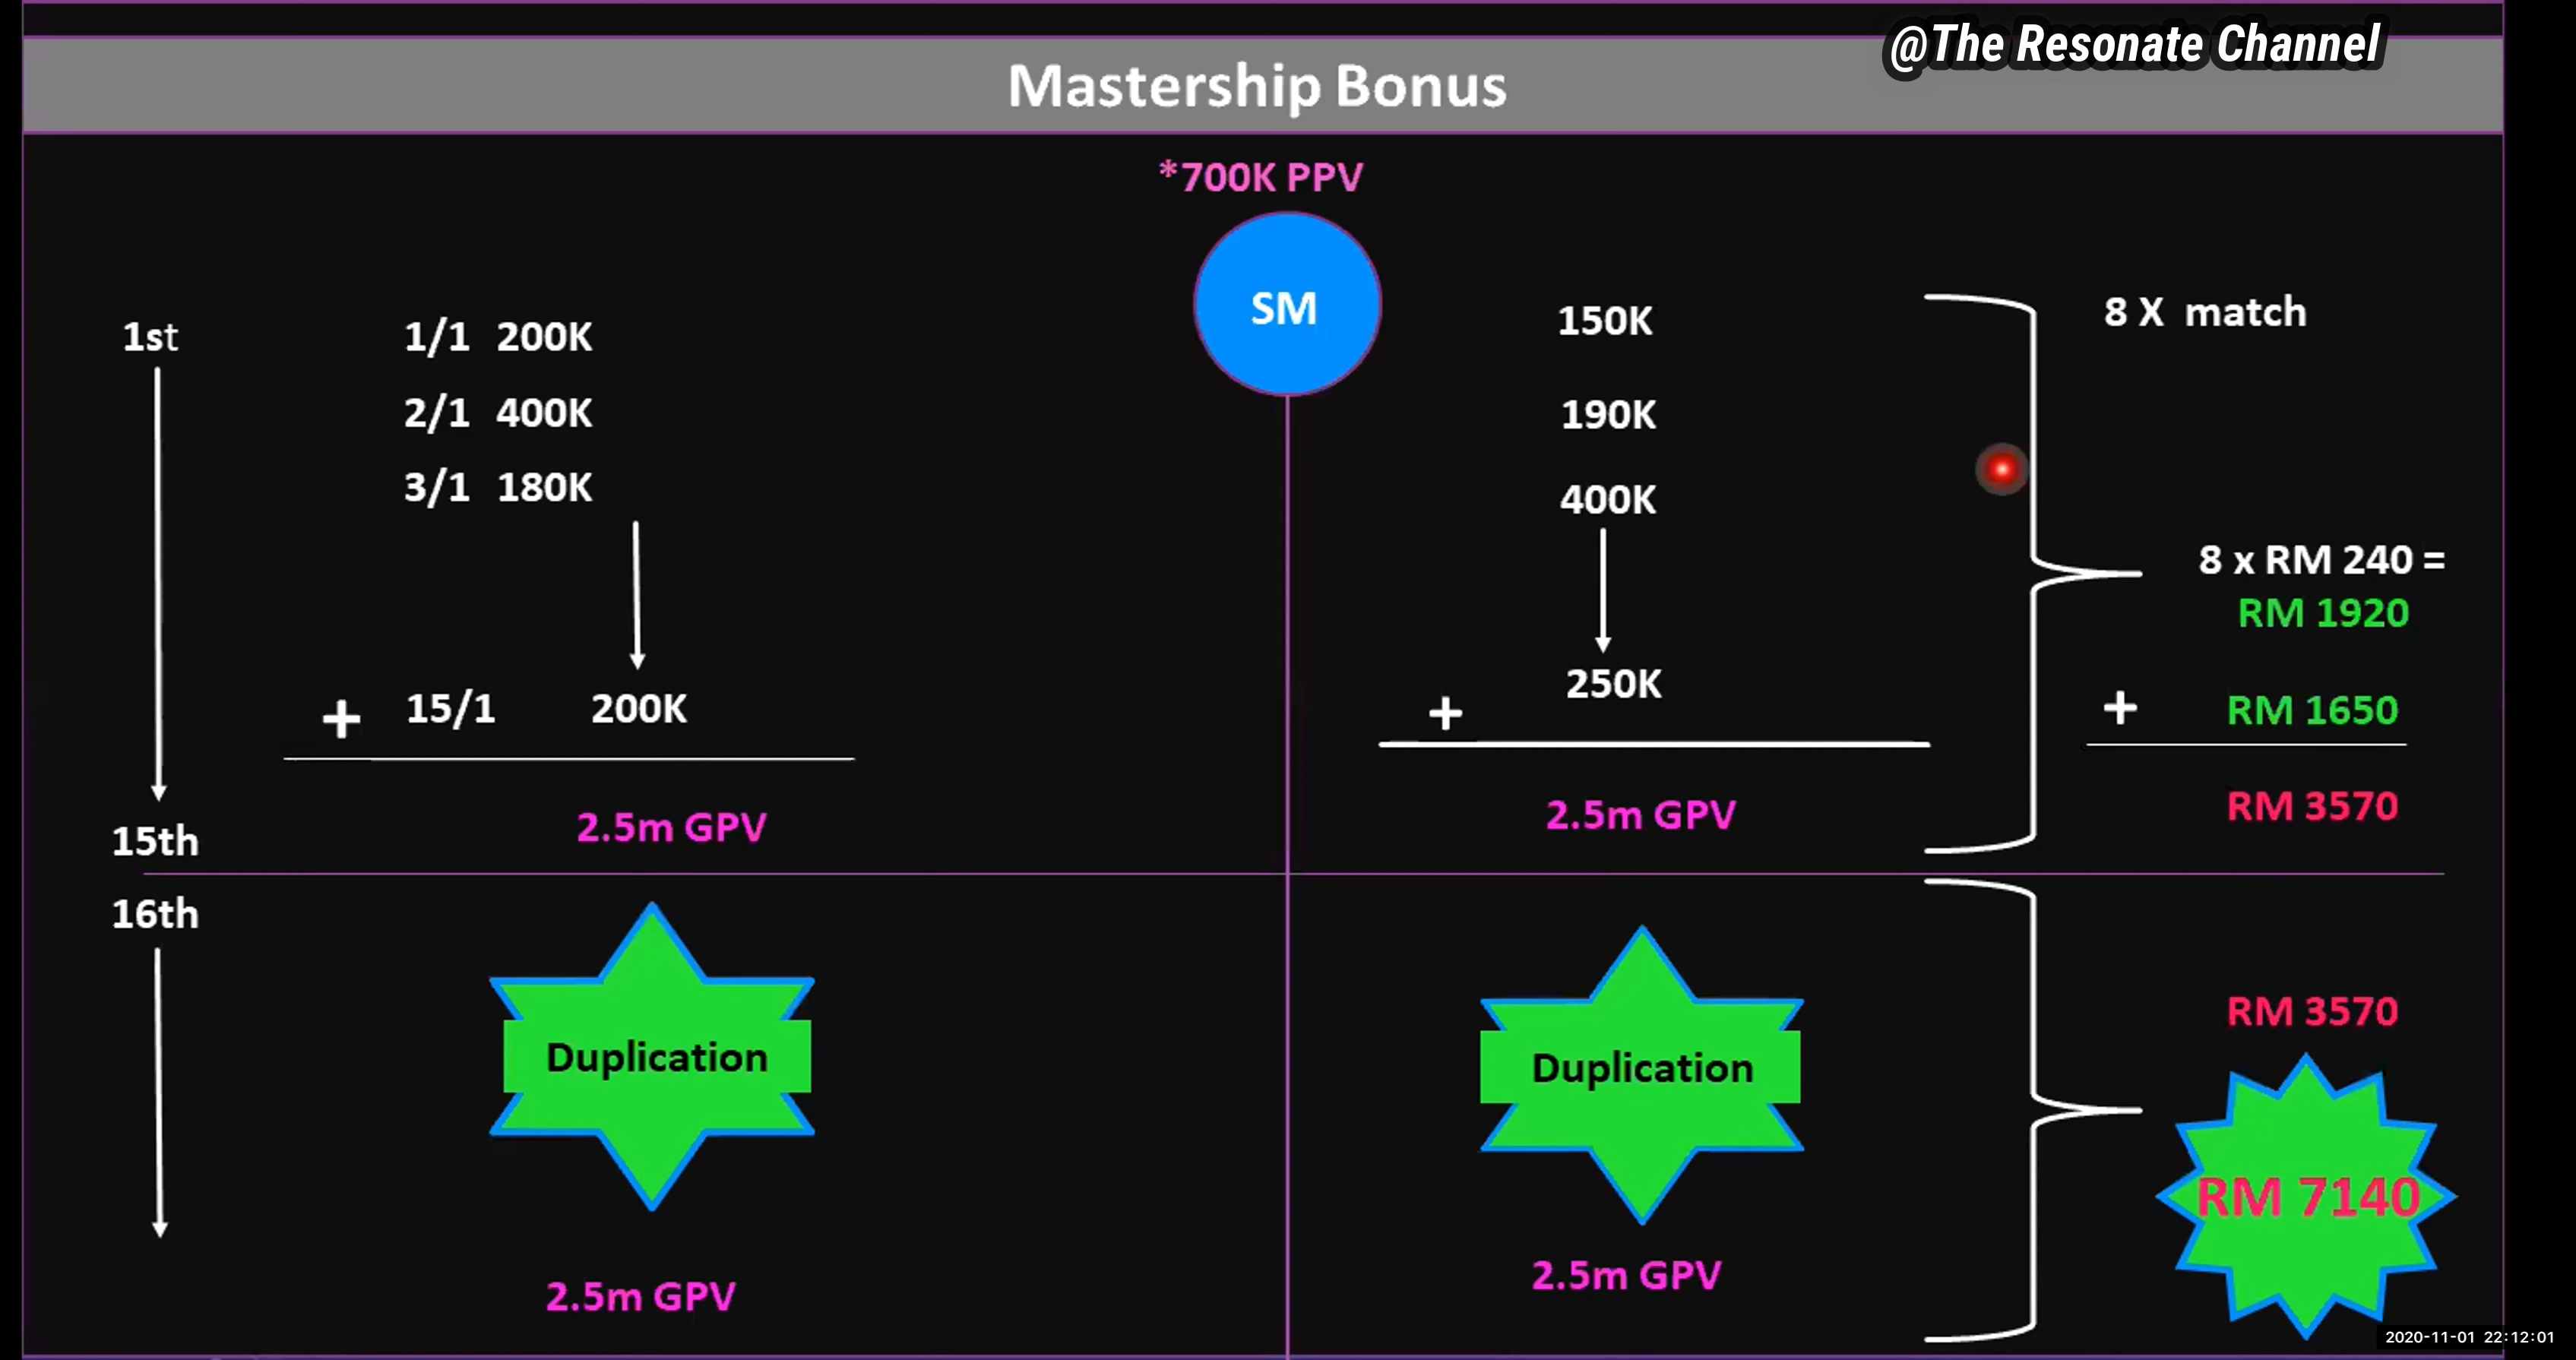 @The Resonate Channel
Mastership Bonus
*700K PPV
SM
1st
1/1 200K
2/1 400K
3/1 180K
+ 15/1 200K
2.5m GPV
15th
150K
190K
400K
250K
+
2.5m GPV
8 X match
8 x RM 240 =
RM 1920
+ RM 1650
RM 3570
16th
Duplication
2.5m GPV
Duplication
2.5m GPV
RM 3570
RM 7140
2020-11-01 22:12:01